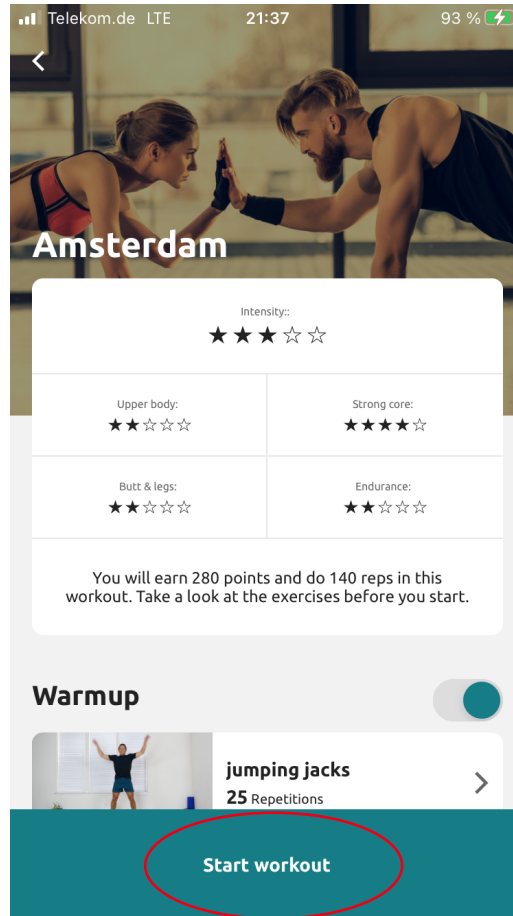 Telekom.de LTE 21:37 93 %
Amsterdam
Intensity::
Upper body:
Strong core:
Butt & legs:
Endurance:
You will earn 280 points and do 140 reps in this
workout. Take a look at the exercises before you start.
Warmup
jumping jacks
25 Repetitions
Start workout